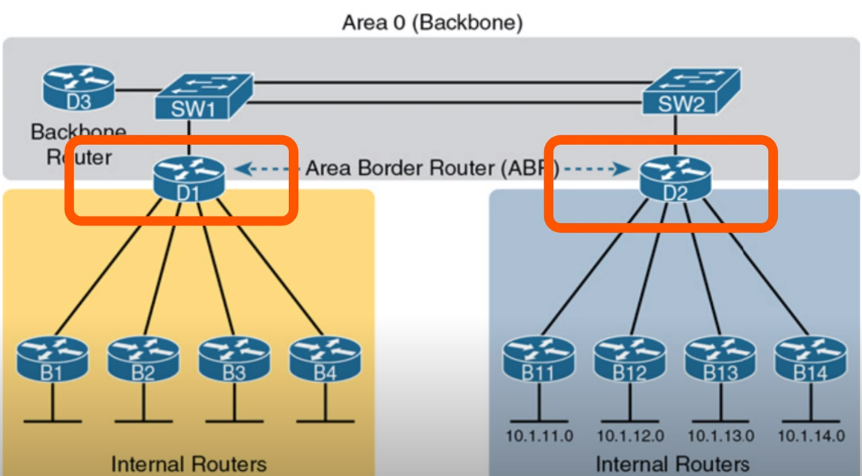 Area 0 (Backbone)
D3
SW1
SW2
Backbone
Router
D1
Area Border Router (ABR)
D2
B1 B2 B3 B4
B11 B12 B13 B14
10.1.11.0 10.1.12.0 10.1.13.0 10.1.14.0
Internal Routers
Internal Routers